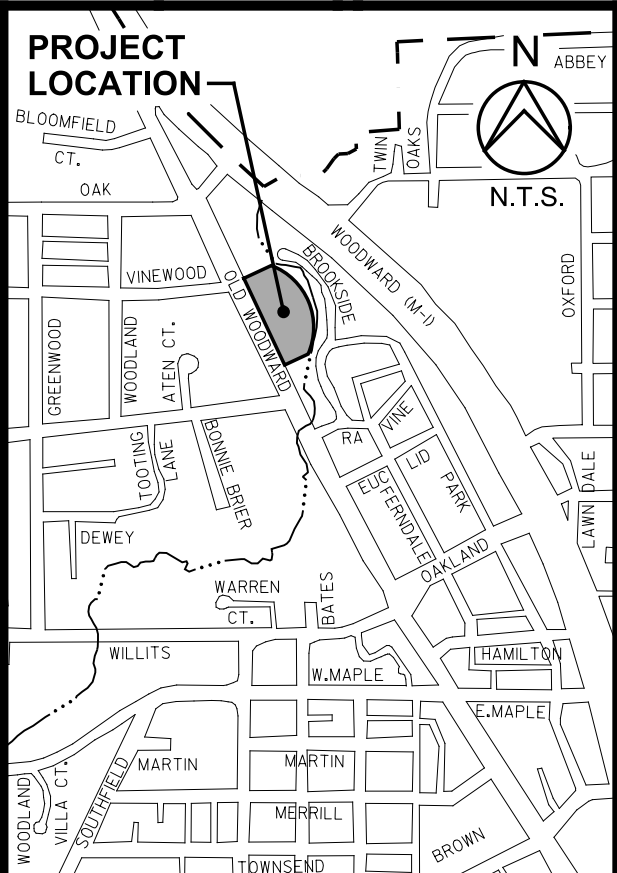 PROJECT
LOCATION
N
ABBEY
BLOOMFIELD
CT.
TWIN
OAKS
N.T.S.
OAK
WOODWARD (M-1)
BROOKSIDE
OXFORD
VINEWOOD
OLD WOODWARD
GREENWOOD
WOODLAND
ATEN CT.
VINE
RA
LID
EUC
PARK
FERNDALE
TOOTING
LANE
BONNIE BRIER
LAWN
DALE
DEWEY
OAKLAND
WARREN
CT.
BATES
WILLITS
HAMILTON
W.MAPLE
E.MAPLE
WOODLAND
VILLA CT.
SOUTHFIELD
MARTIN
MARTIN
MERRILL
BROWN
TOWNSEND